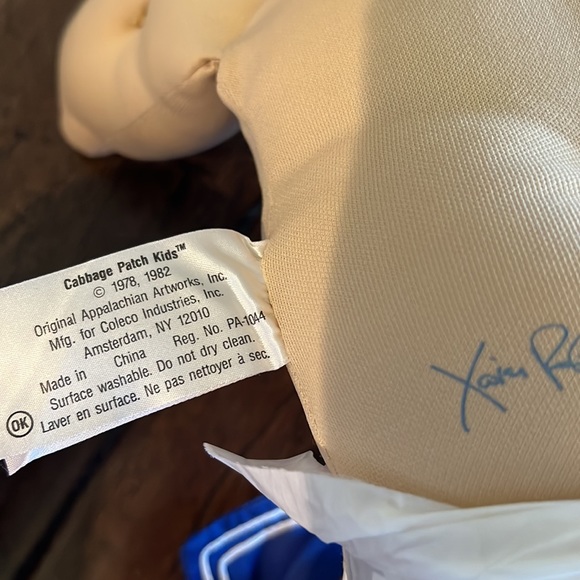 Cabbage Patch Kids™
© 1978, 1982
Original Appalachian Artworks, Inc.
Mfg. for Coleco Industries, Inc.
Amsterdam, NY 12010
Made in China Reg. No. PA-1044
Surface washable. Do not dry clean.
OK Laver en surface. Ne pas nettoyer à sec.
Xavier